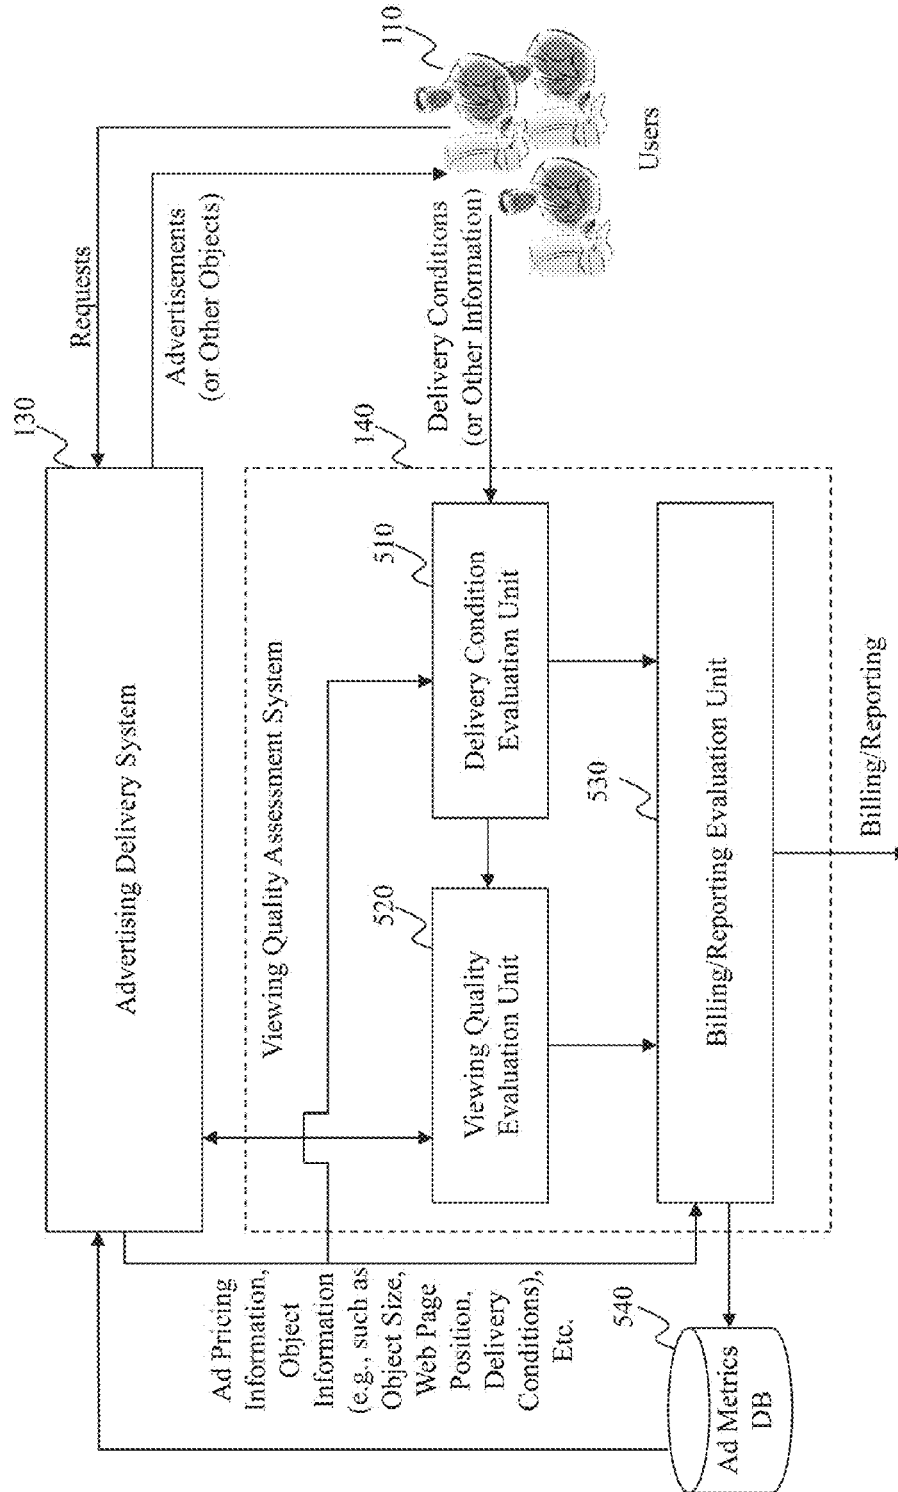 130
Advertising Delivery System
Requests
Advertisements
(or Other Objects)
110
Users
Delivery Conditions
(or Other Information)
140
Viewing Quality Assessment System
510
Delivery Condition
Evaluation Unit
520
Viewing Quality
Evaluation Unit
530
Billing/Reporting Evaluation Unit
Billing/Reporting
Ad Pricing
Information,
Object
Information
(e.g., such as
Object Size,
Web Page
Position,
Delivery
Conditions),
Etc.
540
Ad Metrics
DB